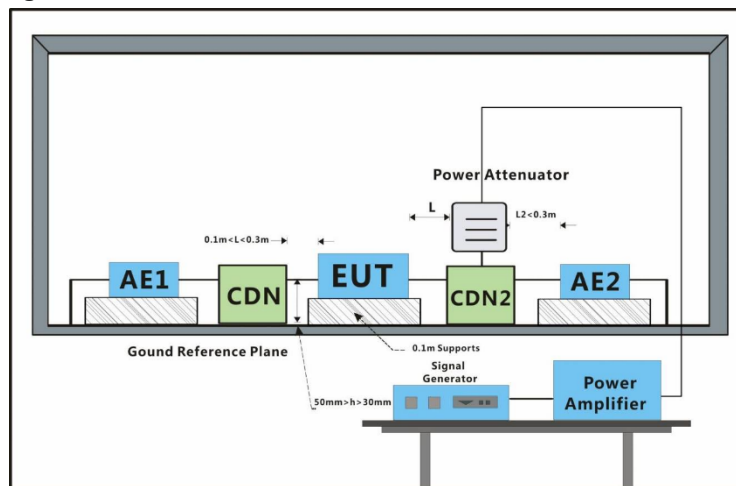 Power Attenuator
L
L2<0.3m
0.1m<L<0.3m
AE1
CDN
EUT
CDN2
AE2
Gound Reference Plane
0.1m Supports
Signal
Generator
50mm>h>30mm
Power
Amplifier